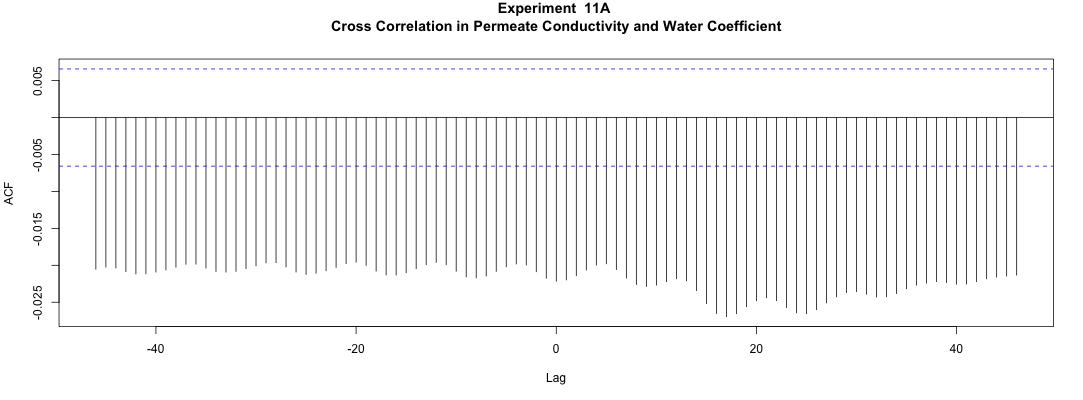 Experiment  11A
Cross Correlation in Permeate Conductivity and Water Coefficient
ACF
0.005
-0.005
-0.015
-0.025
-40
-20
0
20
40
Lag